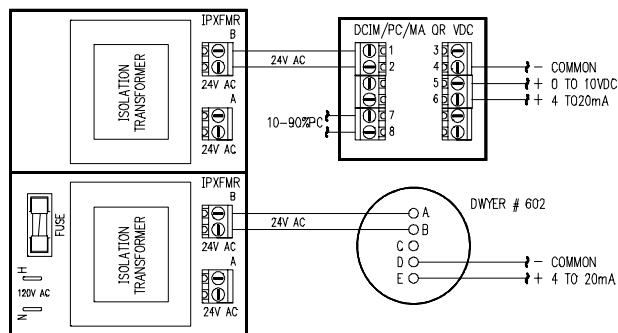 IPXFMR
B
ISOLATION
TRANSFORMER
24V AC
A
24V AC
24V AC
DCIM/PC/MA OR VDC
1
2
3
4
5
6
7
8
10-90%PC
- COMMON
+ 0 TO 10VDC
+ 4 TO20mA
IPXFMR
B
ISOLATION
TRANSFORMER
24V AC
A
24V AC
24V AC
FUSE
H
120V AC
N
A
B
C
D
E
DWYER # 602
- COMMON
+ 4 TO 20mA